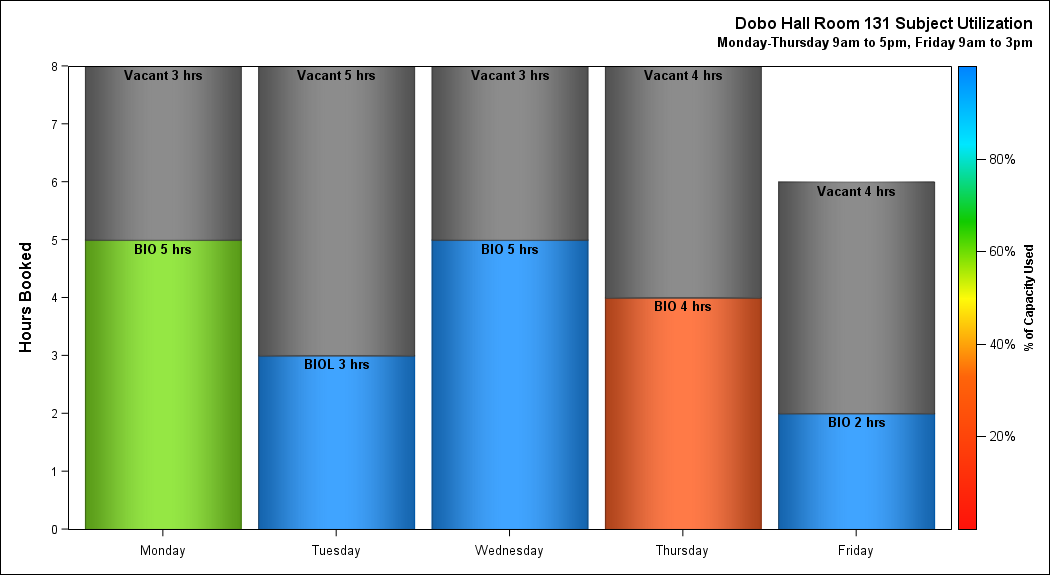 Dobo Hall Room 131 Subject Utilization
Monday-Thursday 9am to 5pm, Friday 9am to 3pm
Hours Booked
8
7
6
5
4
3
2
1
0
Vacant 3 hrs
BIO 5 hrs
Vacant 5 hrs
BIOL 3 hrs
Vacant 3 hrs
BIO 5 hrs
Vacant 4 hrs
BIO 4 hrs
Vacant 4 hrs
BIO 2 hrs
Monday
Tuesday
Wednesday
Thursday
Friday
80%
60%
40%
20%
% of Capacity Used